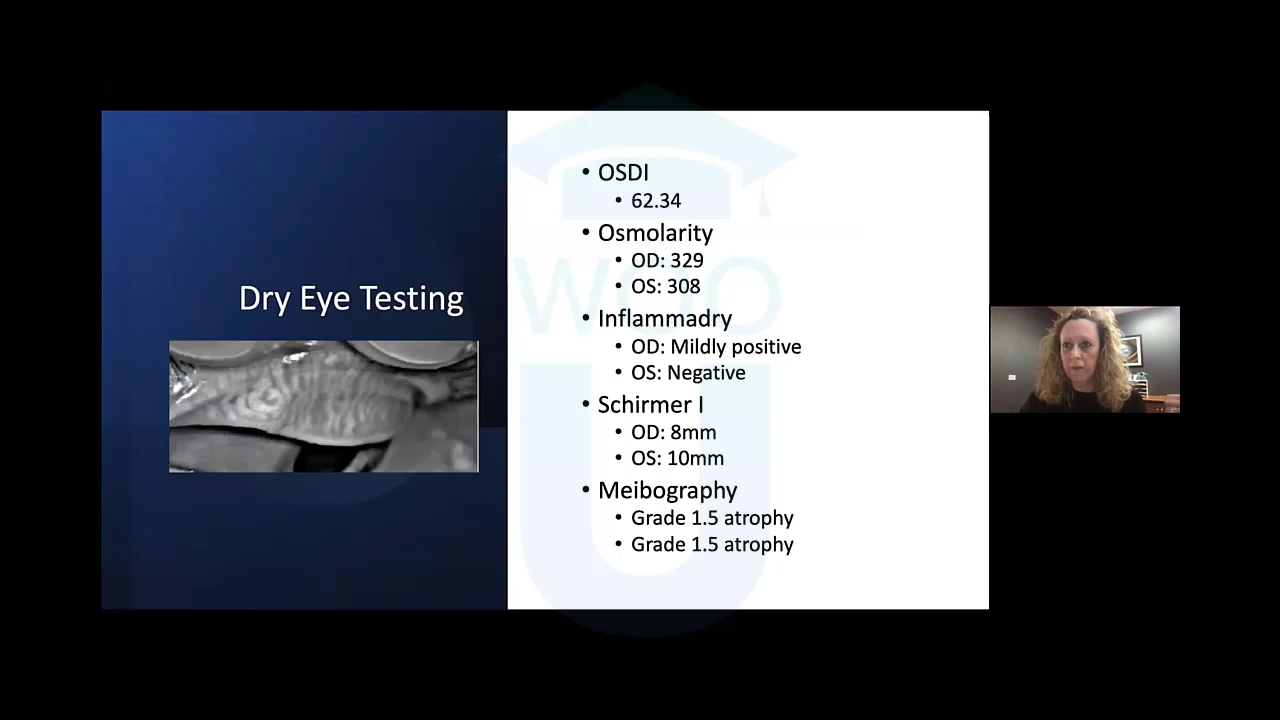 Dry Eye Testing
• OSDI
• 62.34
• Osmolarity
• OD: 329
• OS: 308
• Inflammadry
• OD: Mildly positive
• OS: Negative
• Schirmer I
• OD: 8mm
• OS: 10mm
• Meibography
• Grade 1.5 atrophy
• Grade 1.5 atrophy
WOO
U